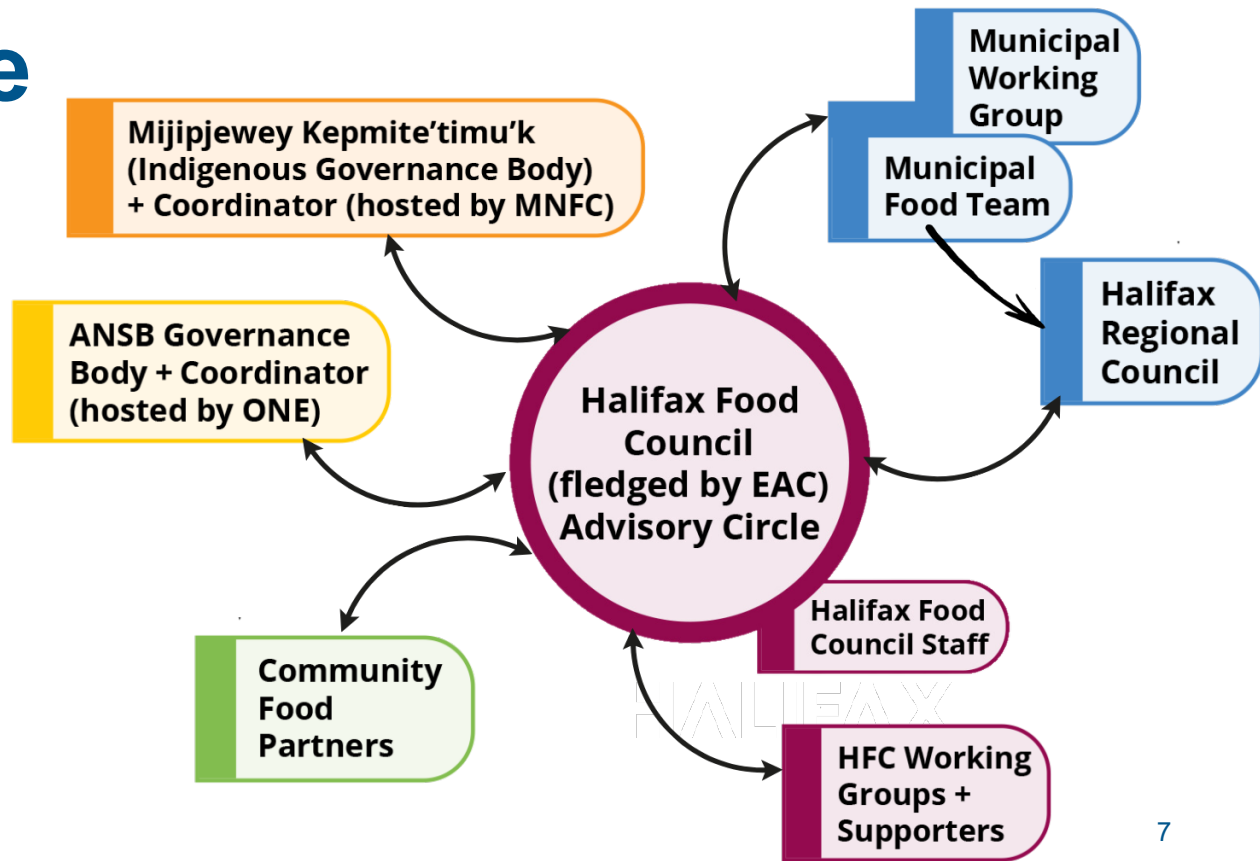 e
Mijipjewey Kepmite’timu’k
(Indigenous Governance Body)
+ Coordinator (hosted by MNFC)
Municipal
Working
Group
Municipal
Food Team
Halifax
Regional
Council
ANSB Governance
Body + Coordinator
(hosted by ONE)
Halifax Food
Council
(fledged by EAC)
Advisory Circle
Halifax Food
Council Staff
Community
Food
Partners
HALIFAX
HFC Working
Groups +
Supporters
7